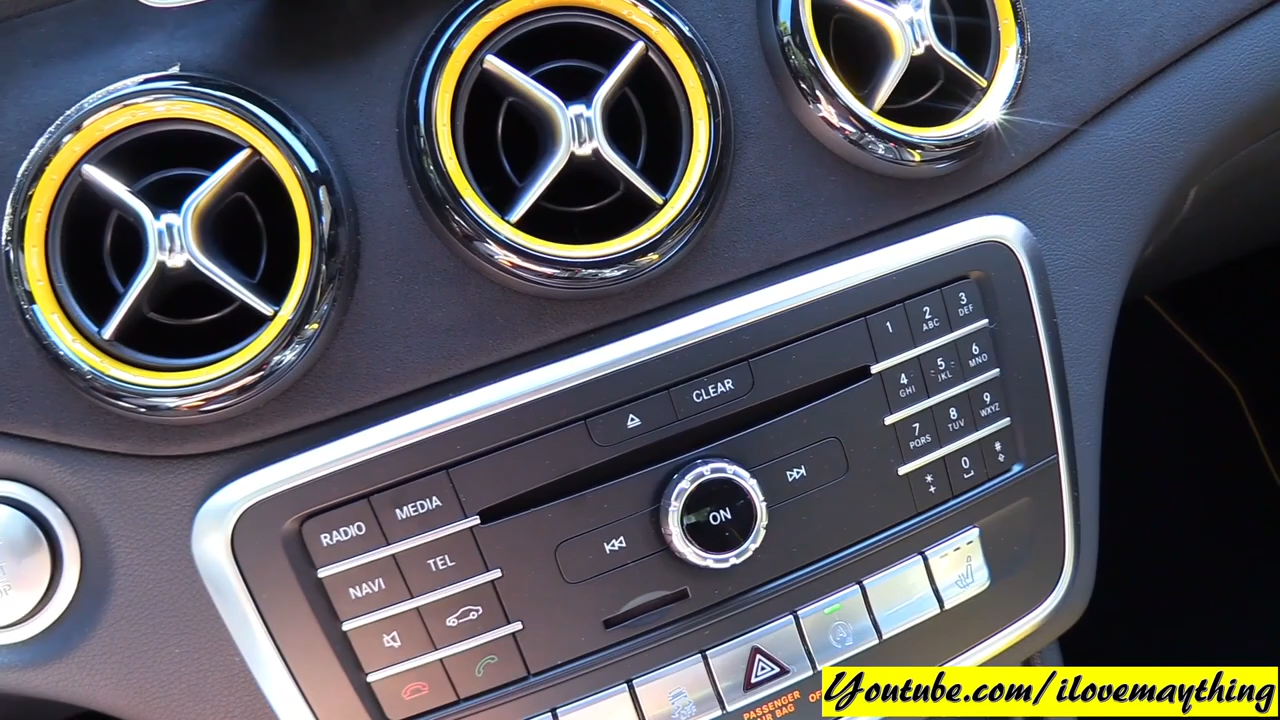 CLEAR
ON
RADIO
MEDIA
NAVI
TEL
1
2 ABC
3 DEF
4 GHI
5 JKL
6 MNO
7 PQRS
8 TUV
9 WXYZ
* +
0
#
PASSENGER
AIR BAG
OF
Youtube.com/ilovemaything